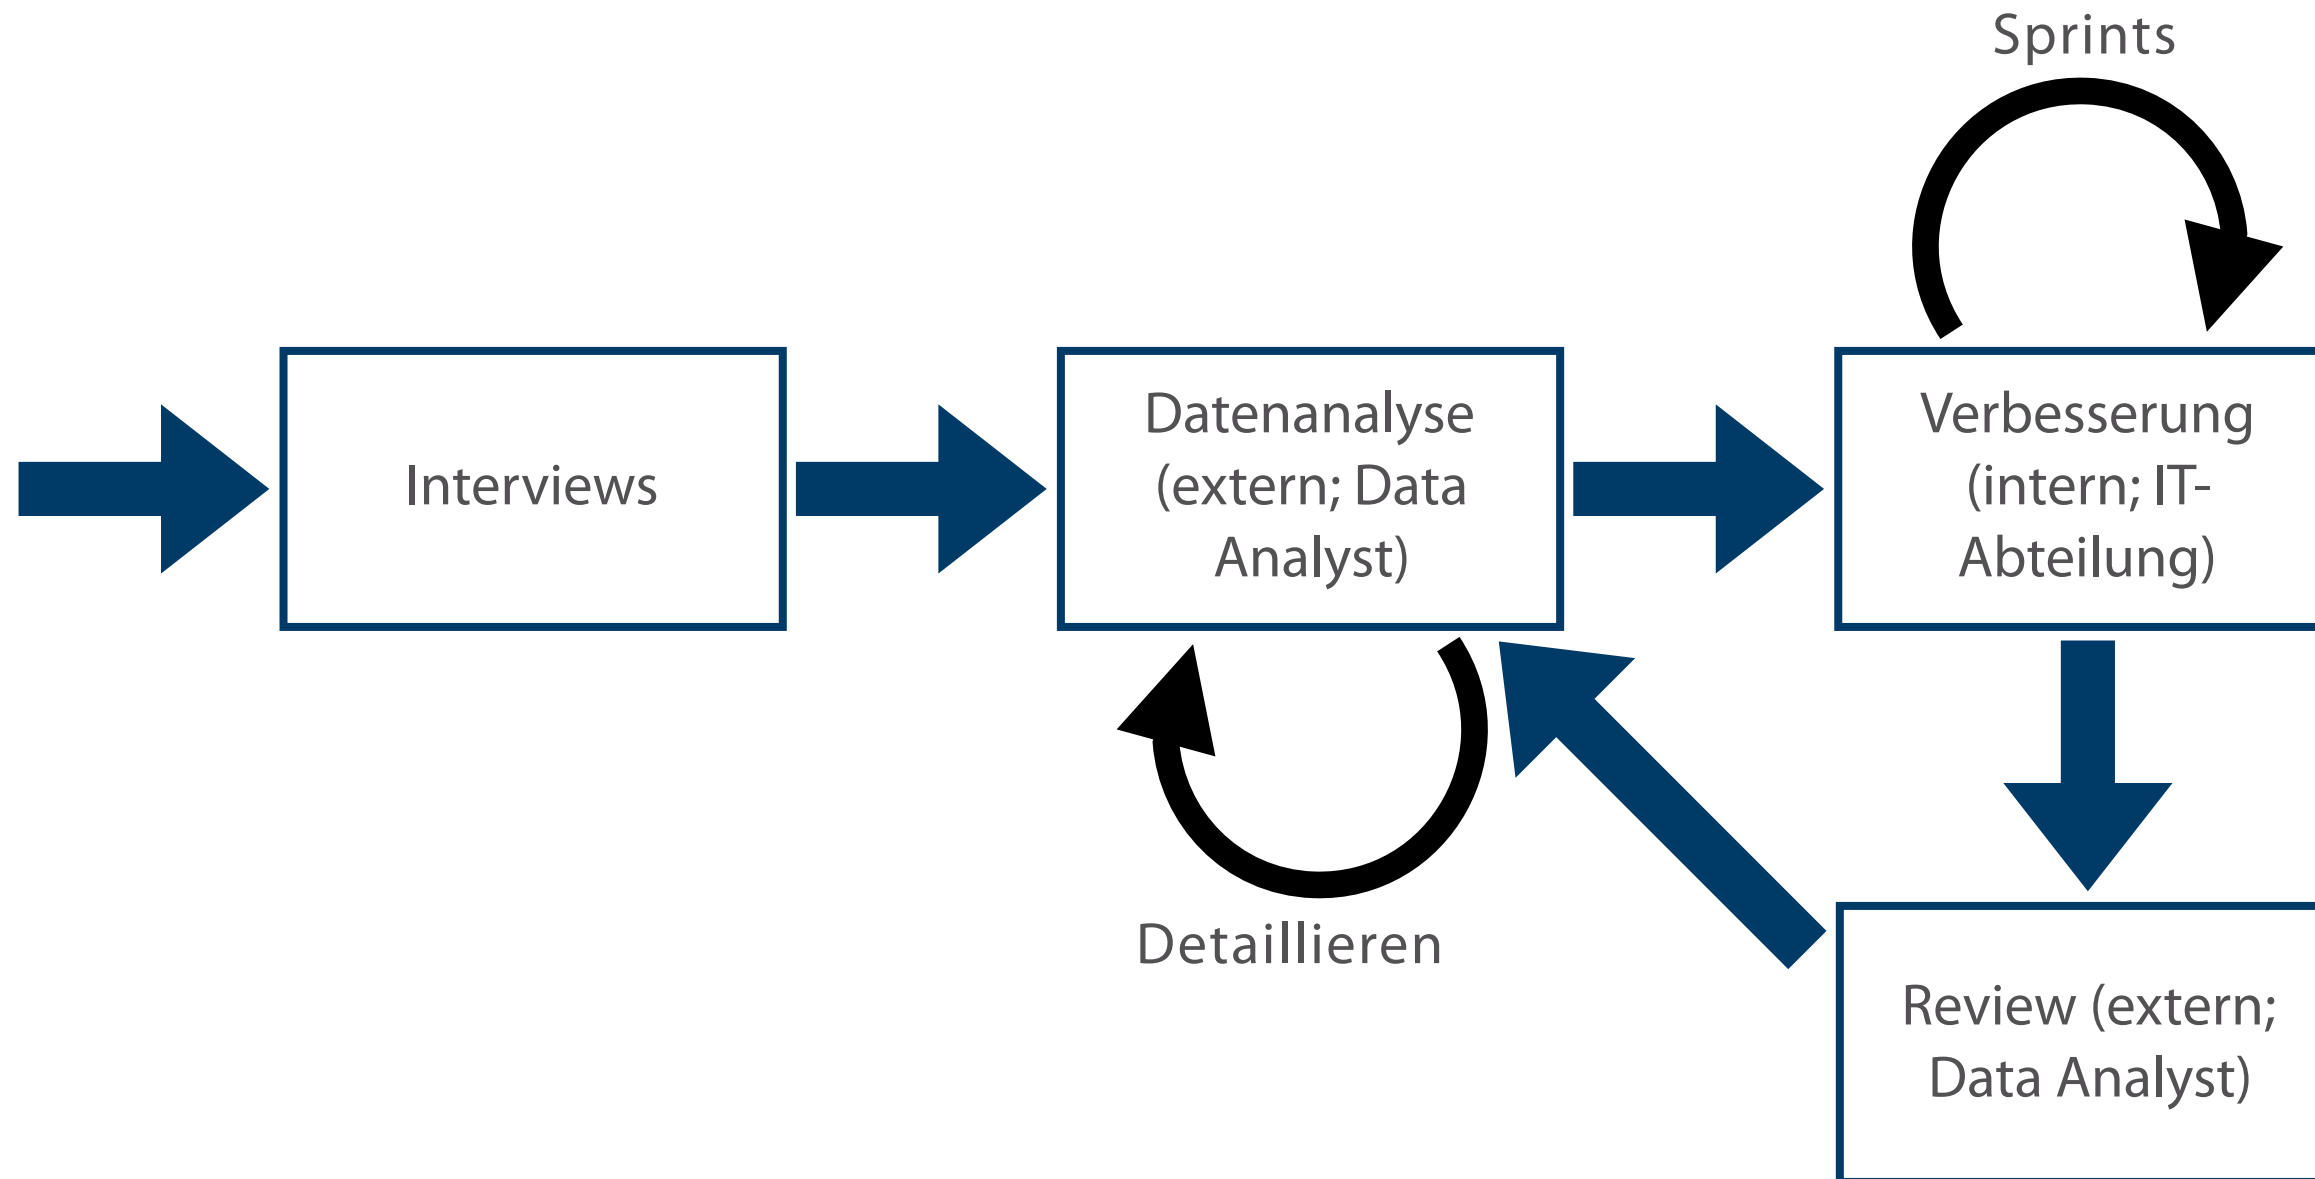 Sprints
Interviews
Datenanalyse
(extern; Data
Analyst)
Verbesserung
(intern; IT-
Abteilung)
Detaillieren
Review (extern;
Data Analyst)